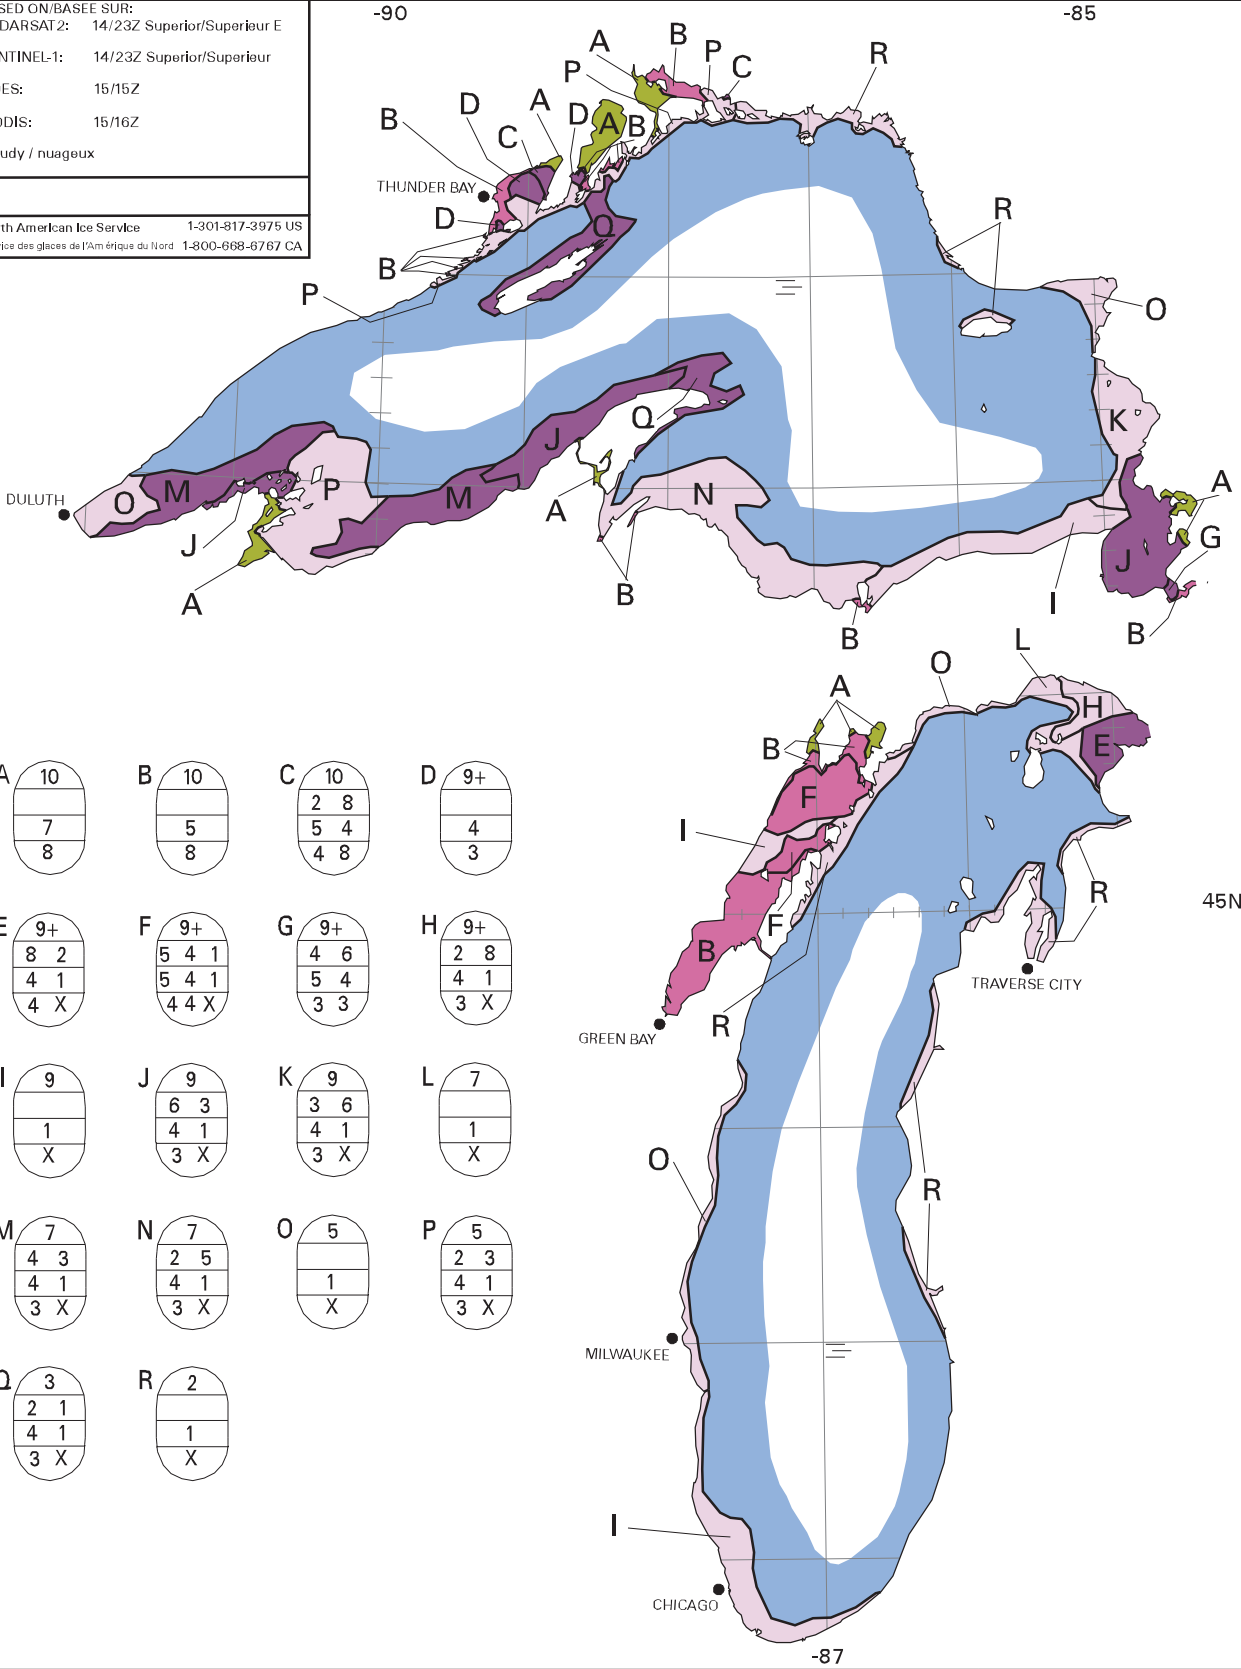 SED ON/BASEE SUR:
DARSAT2: 14/23Z Superior/Superieur E
NTINEL-1: 14/23Z Superior/Superieur
ES: 15/15Z
ODIS: 15/16Z
udy / nuageux
th American Ice Service 1-301-817-3975 US
vice des glaces de l'Amérique du Nord 1-800-668-6767 CA
-90
-85
A
B
P
P
C
R
D
A
D
A
B
B
C
THUNDER BAY
D
Q
R
B
P
O
Q
J
K
DULUTH
O
M
P
M
N
A
A
J
G
J
A
B
I
B
B
L
O
A
H
B
E
F
I
R
45N
F
B
TRAVERSE CITY
R
GREEN BAY
O
R
MILWAUKEE
I
CHICAGO
-87
A 10
7
8
B 10
5
8
C 10
2 8
5 4
4 8
D 9+
4
3
E 9+
8 2
4 1
4 X
F 9+
5 4 1
5 4 1
4 4 X
G 9+
4 6
5 4
3 3
H 9+
2 8
4 1
3 X
I 9
1
X
J 9
6 3
4 1
3 X
K 9
3 6
4 1
3 X
L 7
1
X
M 7
4 3
4 1
3 X
N 7
2 5
4 1
3 X
O 5
1
X
P 5
2 3
4 1
3 X
Q 3
2 1
4 1
3 X
R 2
1
X